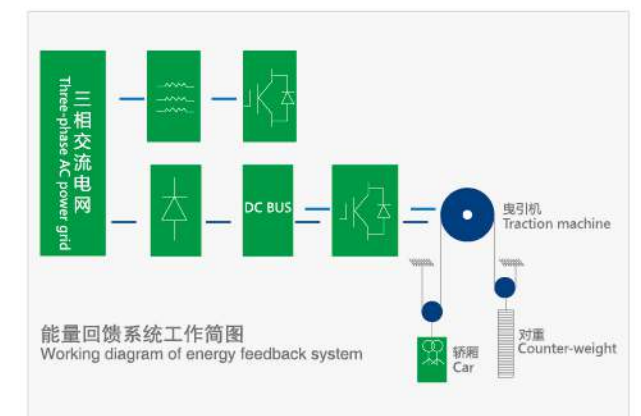 三相交流电网
Three-phase AC power grid
DC BUS
曳引机
Traction machine
能量回馈系统工作简图
Working diagram of energy feedback system
轿厢
Car
对重
Counter-weight